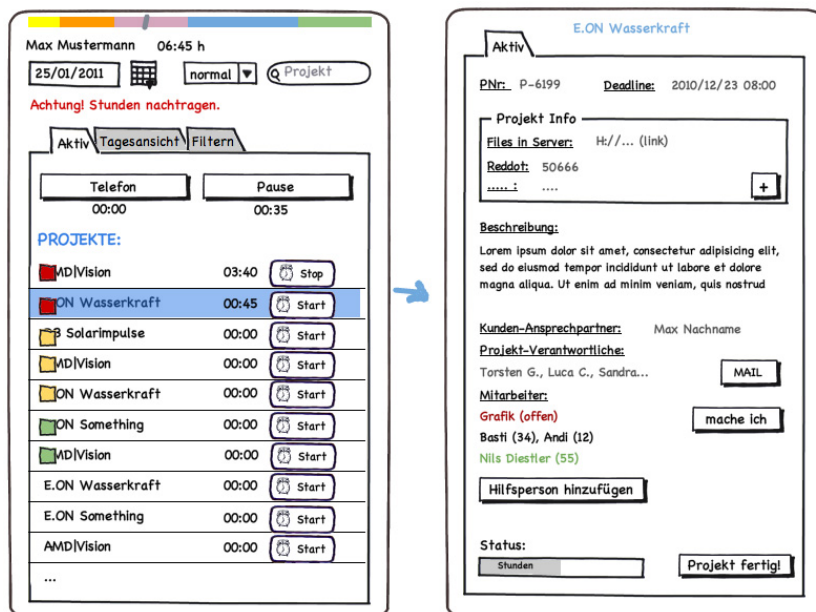 Max Mustermann 06:45 h
25/01/2011 normal Projekt
Achtung! Stunden nachtragen.
Aktiv Tagesansicht Filtern
Telefon Pause
00:00 00:35
PROJEKTE:
MD|Vision 03:40 Stop
ON Wasserkraft 00:45 Start
Solarimpulse 00:00 Start
MD|Vision 00:00 Start
ON Wasserkraft 00:00 Start
ON Something 00:00 Start
MD|Vision 00:00 Start
E.ON Wasserkraft 00:00 Start
E.ON Something 00:00 Start
AMD|Vision 00:00 Start
...
E.ON Wasserkraft
Aktiv
PNr: P-6199 Deadline: 2010/12/23 08:00
Projekt Info
Files in Server: H://... (link)
Reddot: 50666
..... : ....
+
Beschreibung:
Lorem ipsum dolor sit amet, consectetur adipisicing elit,
sed do eiusmod tempor incididunt ut labore et dolore
magna aliqua. Ut enim ad minim veniam, quis nostrud
Kunden-Ansprechpartner: Max Nachname
Projekt-Verantwortliche:
Torsten G., Luca C., Sandra... MAIL
Mitarbeiter:
Grafik (offen) mache ich
Basti (34), Andi (12)
Nils Diestler (55)
Hilfsperson hinzufügen
Status:
Stunden Projekt fertig!